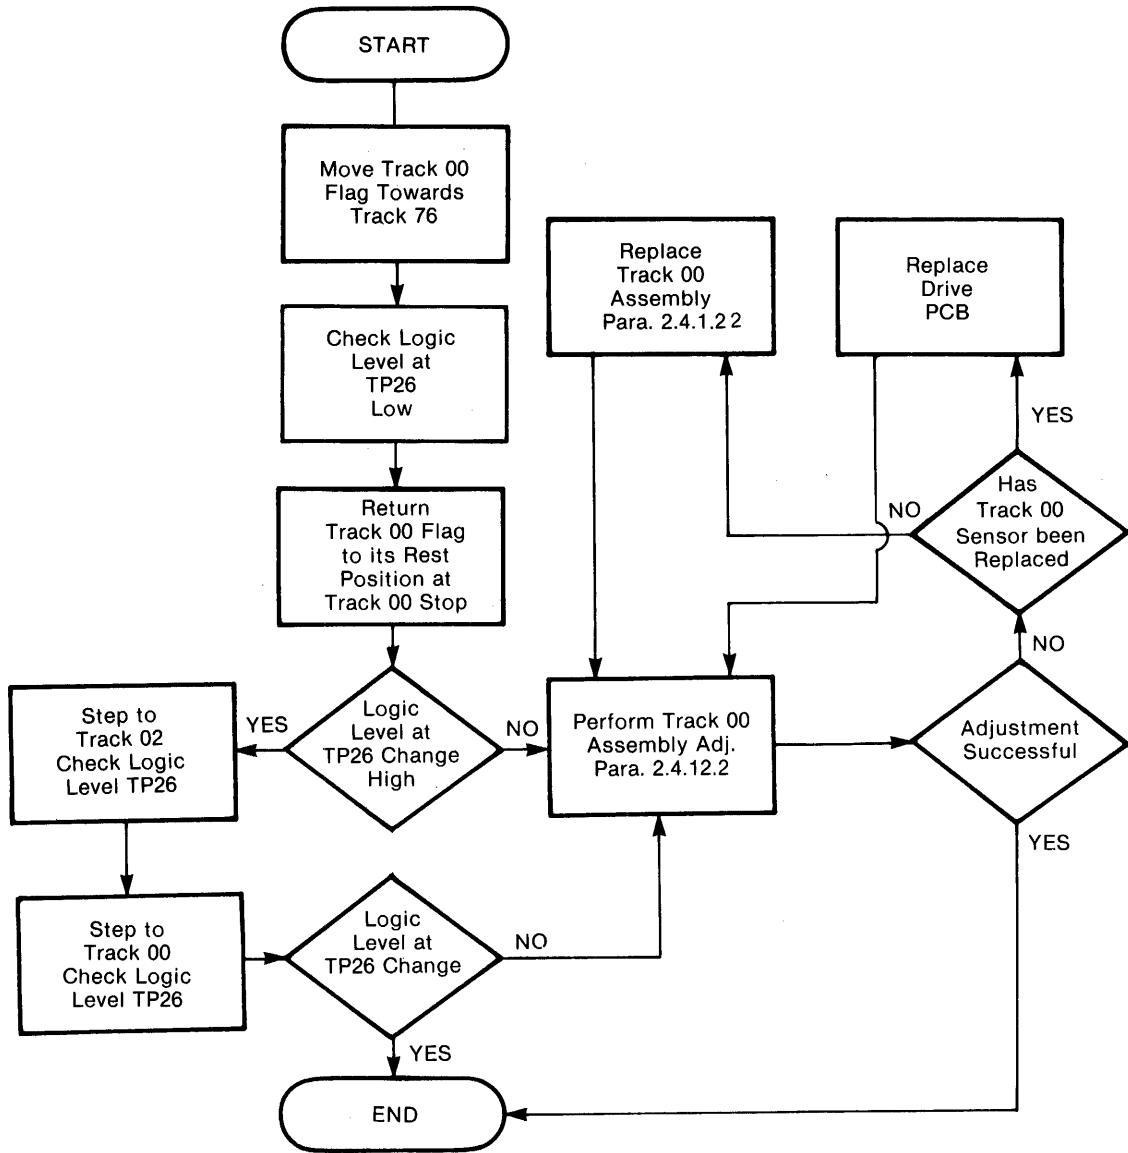 START
Move Track 00
Flag Towards
Track 76
Check Logic
Level at
TP26
Low
Return
Track 00 Flag
to its Rest
Position at
Track 00 Stop
Logic
Level at
TP26 Change
High
YES
NO
Step to
Track 02
Check Logic
Level TP26
Step to
Track 00
Check Logic
Level TP26
Logic
Level at
TP26 Change
NO
YES
END
Replace
Track 00
Assembly
Para. 2.4.1.2 2
Perform Track 00
Assembly Adj.
Para. 2.4.12.2
Replace
Drive
PCB
YES
Has
Track 00
Sensor been
Replaced
NO
NO
Adjustment
Successful
YES